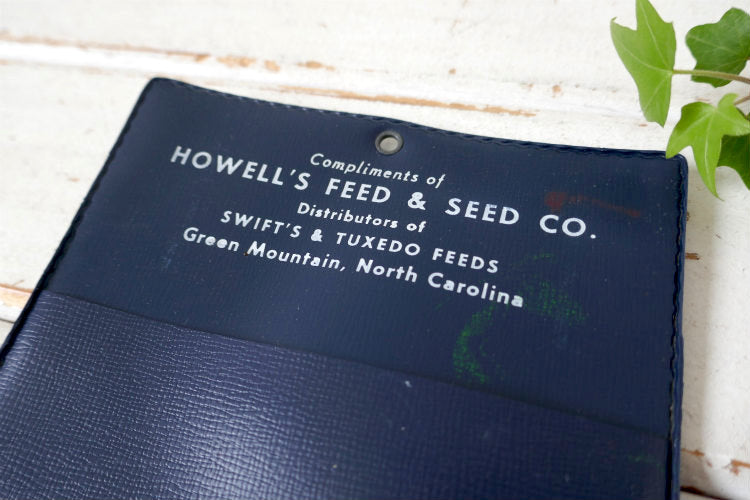 Compliments of
HOWELL'S FEED & SEED CO.
Distributors of
SWIFT'S & TUXEDO FEEDS
Green Mountain, North Carolina